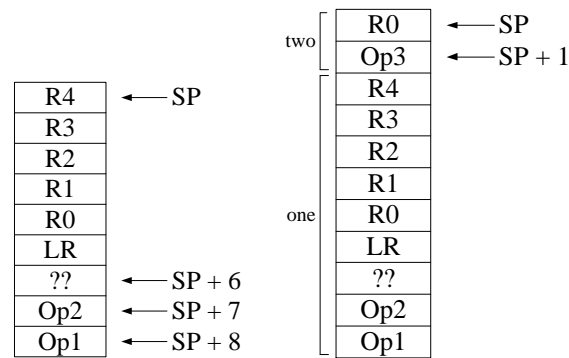 R4 SP
R3
R2
R1
R0
LR
?? SP + 6
Op2 SP + 7
Op1 SP + 8
two
R0 SP
Op3 SP + 1
one
R4
R3
R2
R1
R0
LR
??
Op2
Op1